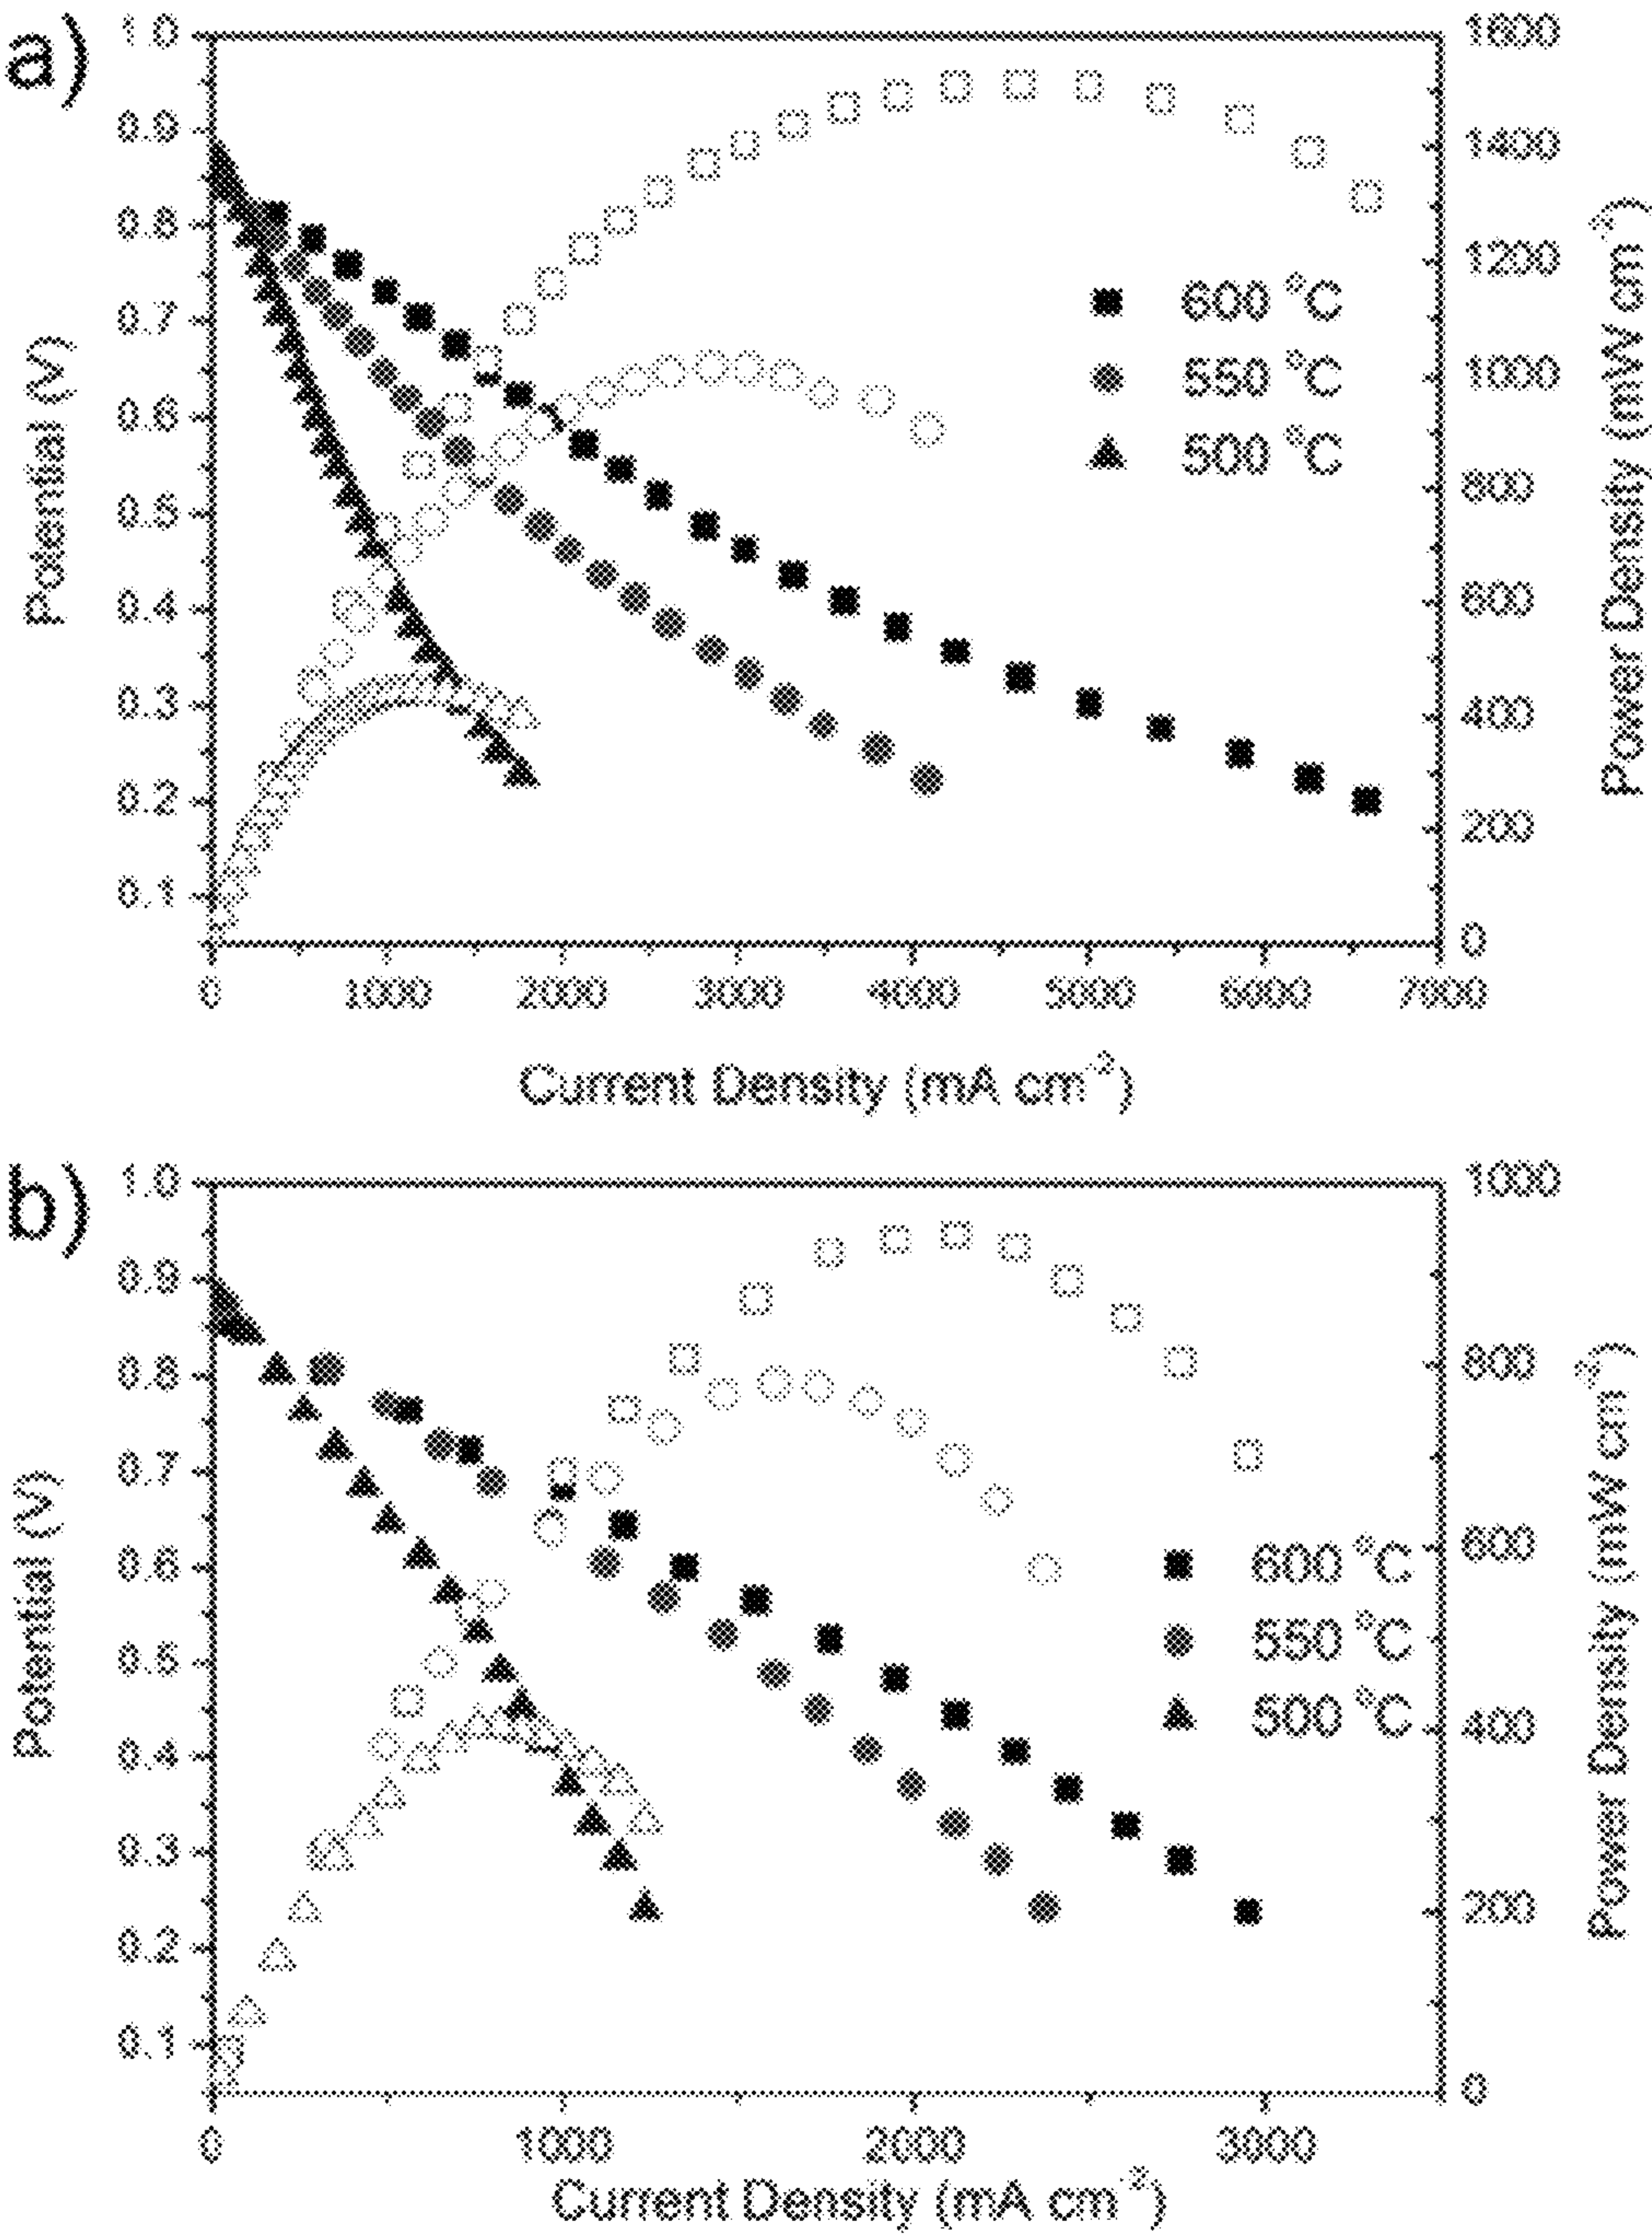 a)
1.0
0.9
0.8
0.7
0.6
0.5
0.4
0.3
0.2
0.1
Potential (V)
1600
1400
1200
1000
800
600
400
200
0
Power Density (mW cm⁻²)
600 °C
550 °C
500 °C
0 1000 2000 3000 4000 5000 6000 7000
Current Density (mA cm⁻²)
b)
1.0
0.9
0.8
0.7
0.6
0.5
0.4
0.3
0.2
0.1
Potential (V)
1000
800
600
400
200
0
Power Density (mW cm⁻²)
600 °C
550 °C
500 °C
0 1000 2000 3000
Current Density (mA cm⁻²)